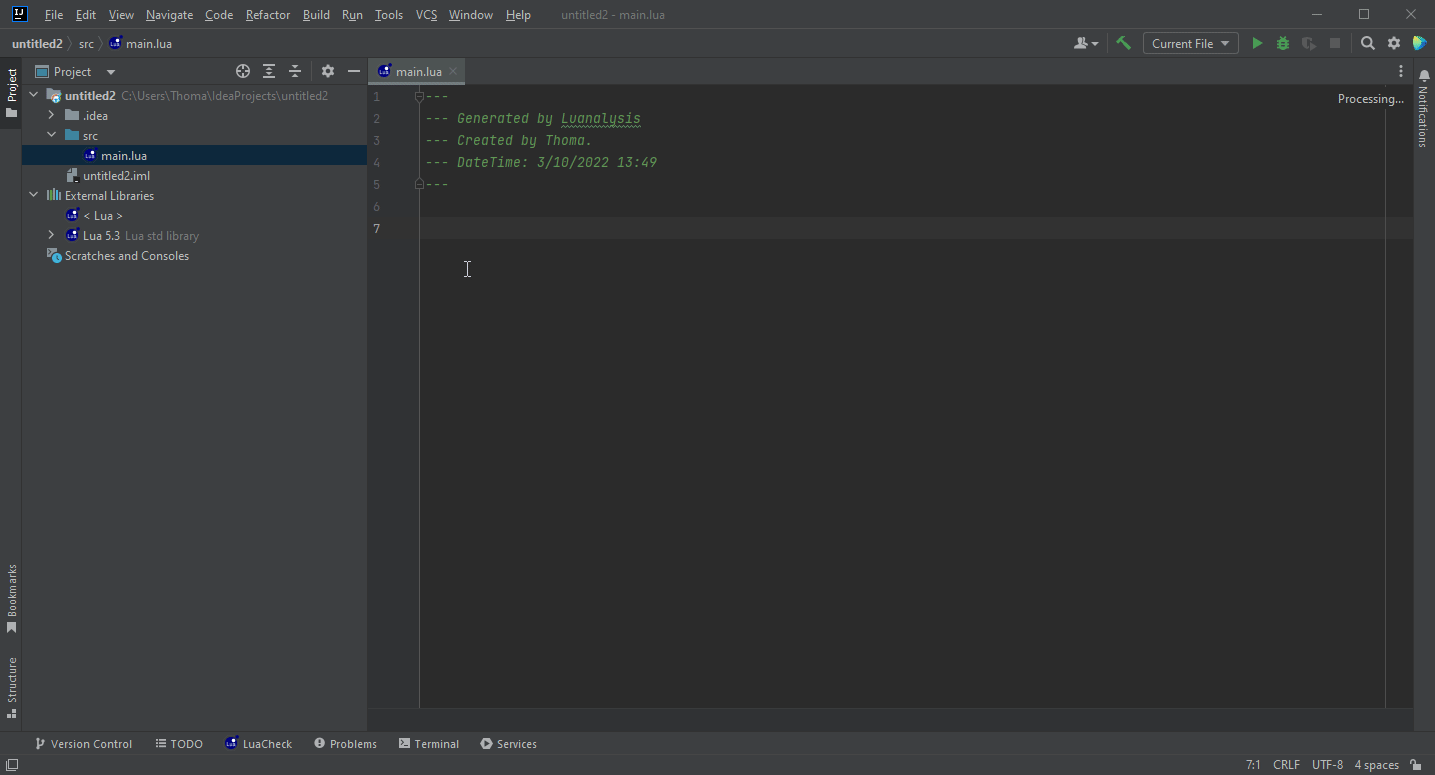 File Edit View Navigate Code Refactor Build Run Tools VCS Window Help untitled2 - main.lua
untitled2 src main.lua
Current File
Project
Project
main.lua
untitled2 C:\Users\Thoma\IdeaProjects\untitled2
.idea
src
main.lua
untitled2.iml
External Libraries
< Lua >
Lua 5.3 Lua std library
Scratches and Consoles
1 ---
2 --- Generated by Luanalysis
3 --- Created by Thoma.
4 --- DateTime: 3/10/2022 13:49
5 ---
6
7
Processing...
Notifications
Bookmarks
Structure
Version Control TODO LuaCheck Problems Terminal Services
7:1 CRLF UTF-8 4 spaces